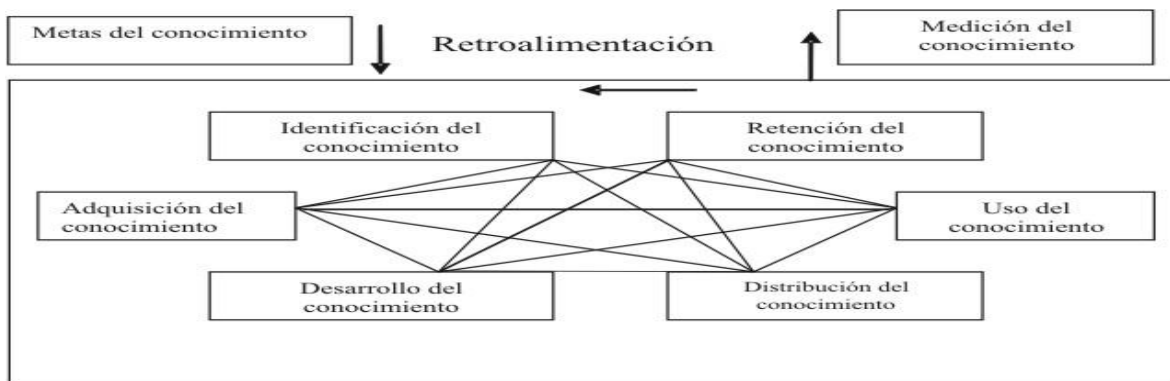 Metas del conocimiento
Retroalimentación
Medición del
conocimiento
Identificación del
conocimiento
Retención del
conocimiento
Adquisición del
conocimiento
Uso del
conocimiento
Desarrollo del
conocimiento
Distribución del
conocimiento